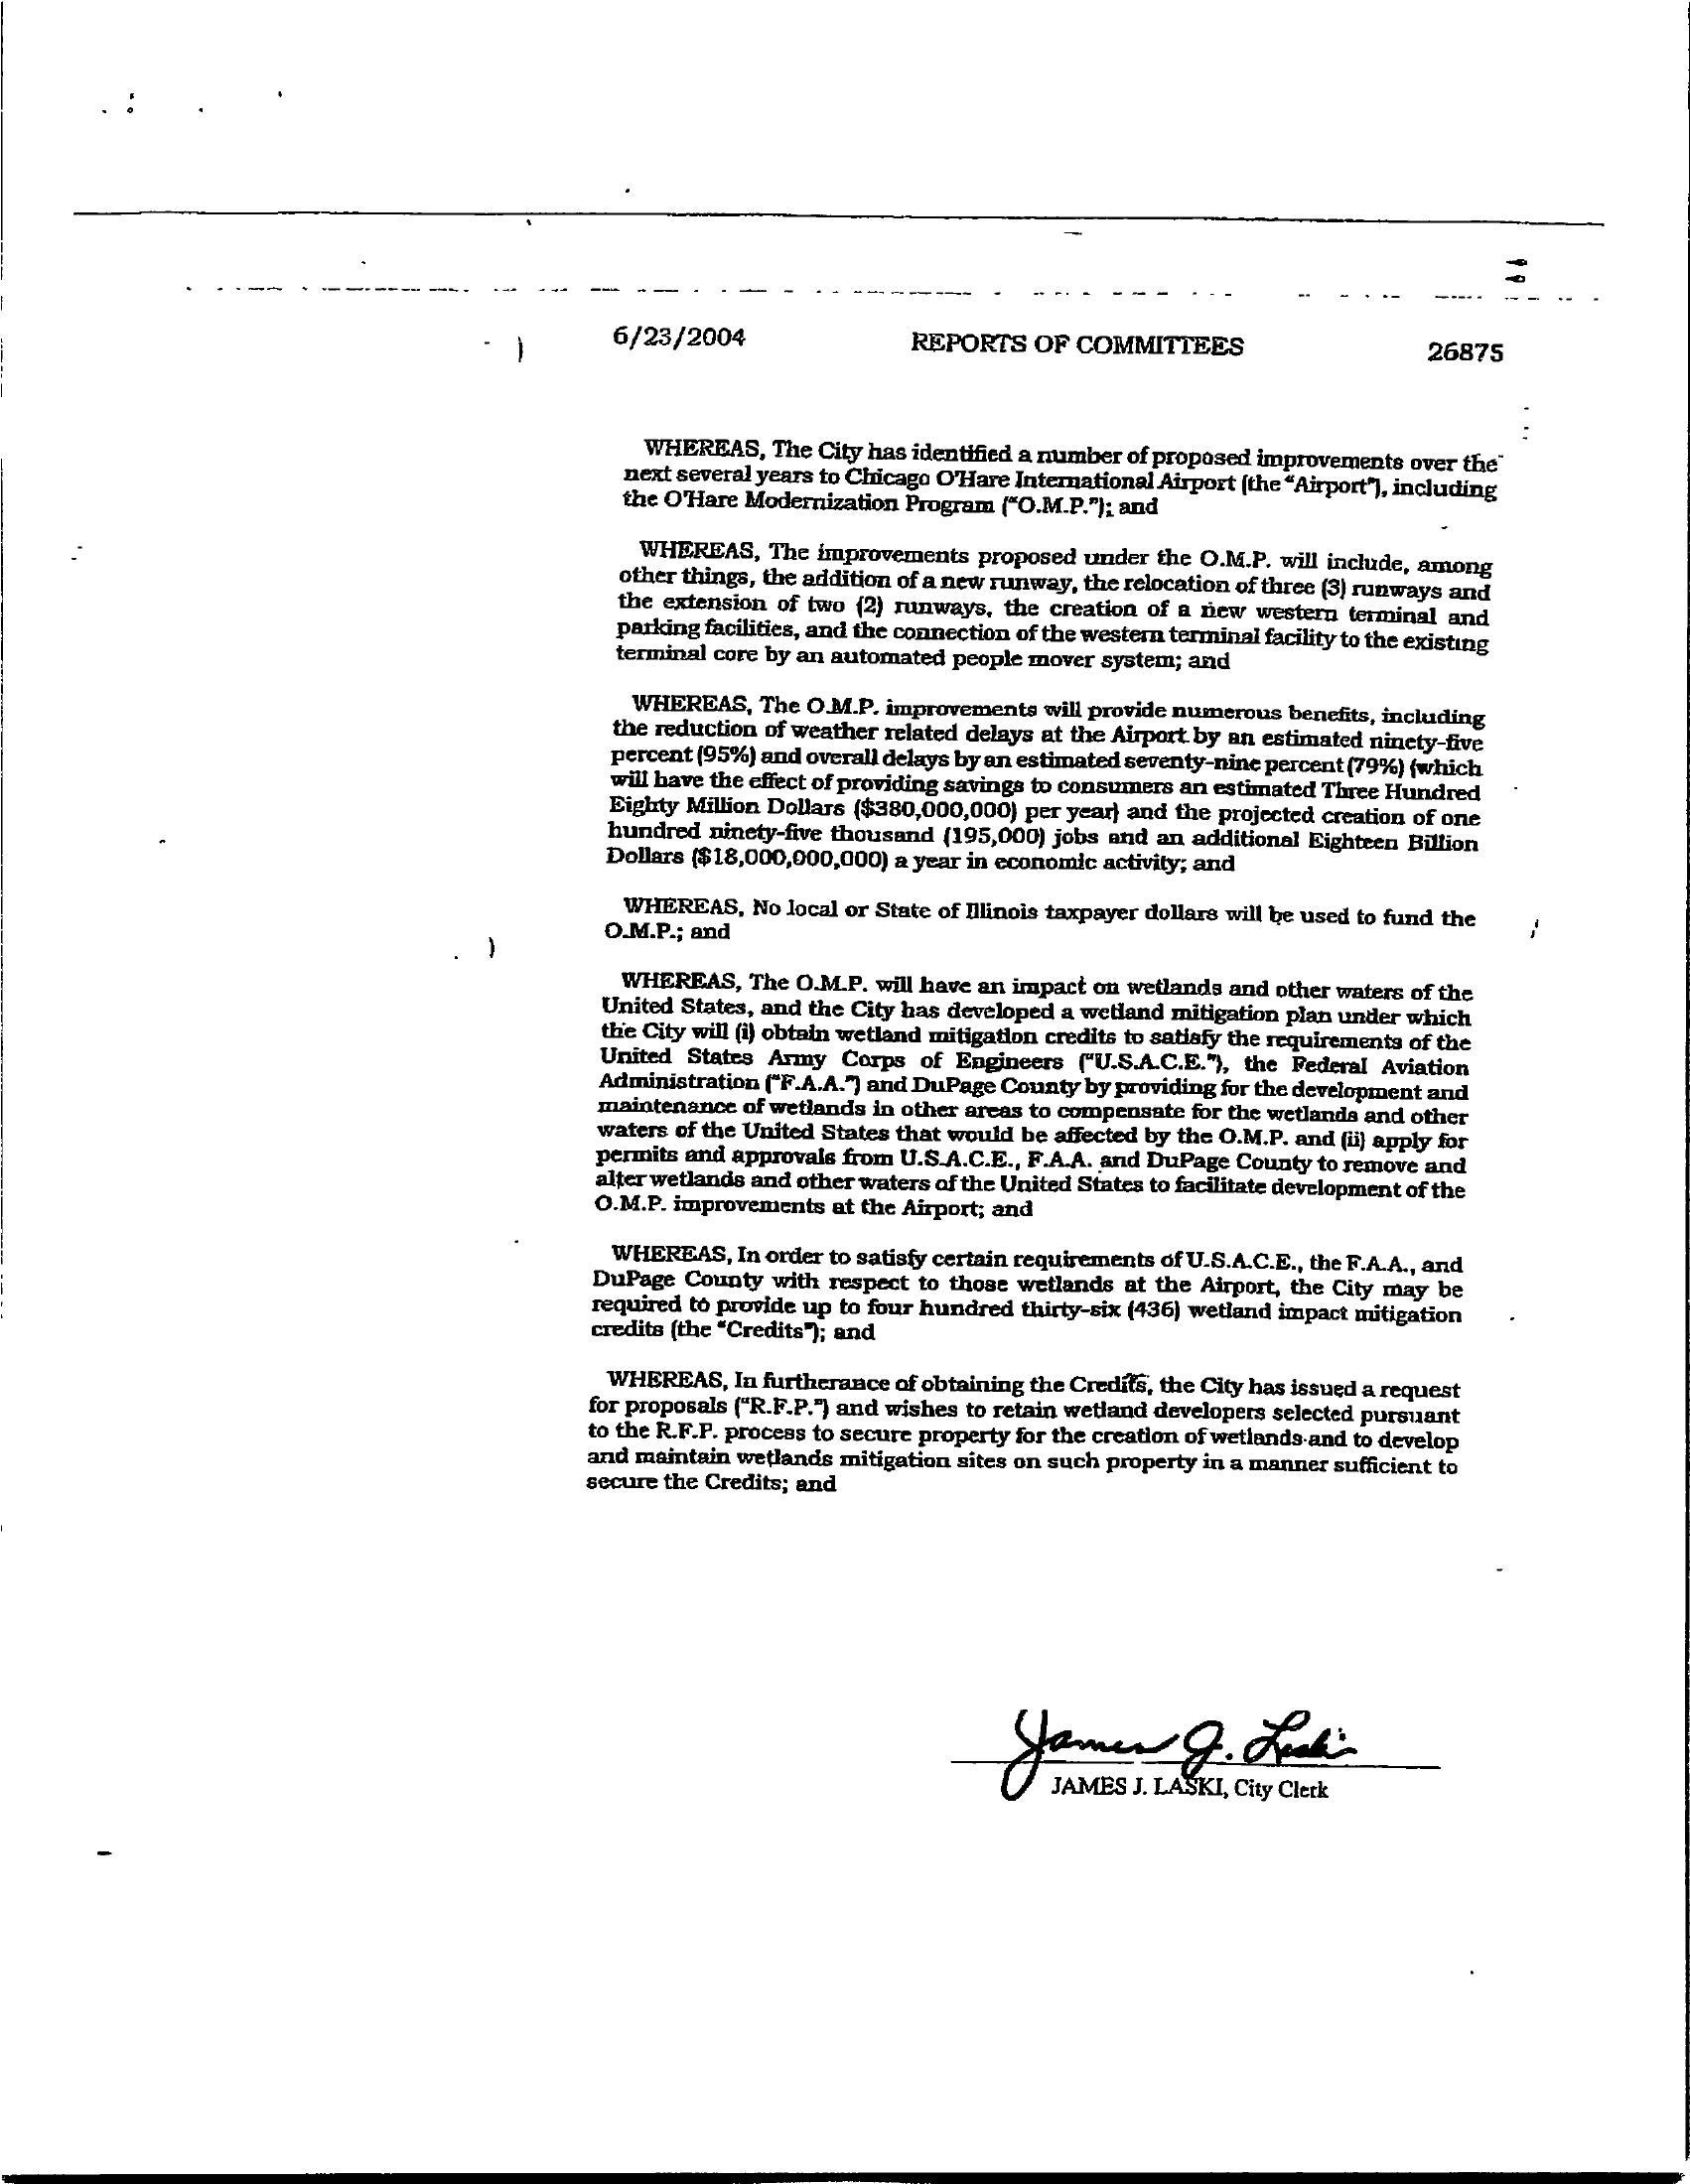 6/23/2004 REPORTS OF COMMITTEES 26875
WHEREAS, The City has identified a number of proposed improvements over the
next several years to Chicago O'Hare International Airport (the "Airport"), including
the O'Hare Modernization Program ("O.M.P."); and
WHEREAS, The improvements proposed under the O.M.P. will include, among
other things, the addition of a new runway, the relocation of three (3) runways and
the extension of two (2) runways, the creation of a new western terminal and
parking facilities, and the connection of the western terminal facility to the existing
terminal core by an automated people mover system; and
WHEREAS, The O.M.P. improvements will provide numerous benefits, including
the reduction of weather related delays at the Airport by an estimated ninety-five
percent (95%) and overall delays by an estimated seventy-nine percent (79%) (which
will have the effect of providing savings to consumers an estimated Three Hundred
Eighty Million Dollars ($380,000,000) per year) and the projected creation of one
hundred ninety-five thousand (195,000) jobs and an additional Eighteen Billion
Dollars ($18,000,000,000) a year in economic activity; and
WHEREAS, No local or State of Illinois taxpayer dollars will be used to fund the
O.M.P.; and
WHEREAS, The O.M.P. will have an impact on wetlands and other waters of the
United States, and the City has developed a wetland mitigation plan under which
the City will (i) obtain wetland mitigation credits to satisfy the requirements of the
United States Army Corps of Engineers ("U.S.A.C.E."), the Federal Aviation
Administration ("F.A.A.") and DuPage County by providing for the development and
maintenance of wetlands in other areas to compensate for the wetlands and other
waters of the United States that would be affected by the O.M.P. and (ii) apply for
permits and approvals from U.S.A.C.E., F.A.A. and DuPage County to remove and
alter wetlands and other waters of the United States to facilitate development of the
O.M.P. improvements at the Airport; and
WHEREAS, In order to satisfy certain requirements of U.S.A.C.E., the F.A.A., and
DuPage County with respect to those wetlands at the Airport, the City may be
required to provide up to four hundred thirty-six (436) wetland impact mitigation
credits (the "Credits"); and
WHEREAS, In furtherance of obtaining the Credits, the City has issued a request
for proposals ("R.F.P.") and wishes to retain wetland developers selected pursuant
to the R.F.P. process to secure property for the creation of wetlands and to develop
and maintain wetlands mitigation sites on such property in a manner sufficient to
secure the Credits; and
James J. Laski
JAMES J. LASKI, City Clerk